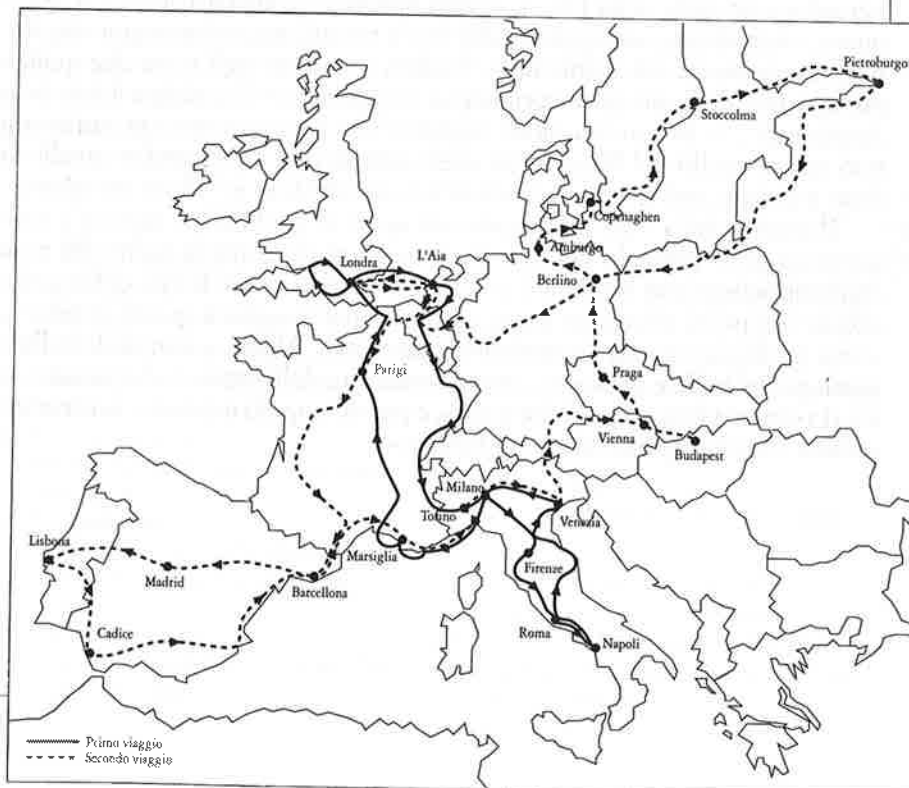 Pietroburgo
Stoccolma
Copenaghen
Amburgo
Londra
L'Aia
Berlino
Parigi
Praga
Vienna
Budapest
Milano
Torino
Venezia
Lisbona
Marsiglia
Firenze
Madrid
Barcellona
Cadice
Roma
Napoli
Primo viaggio
Secondo viaggio